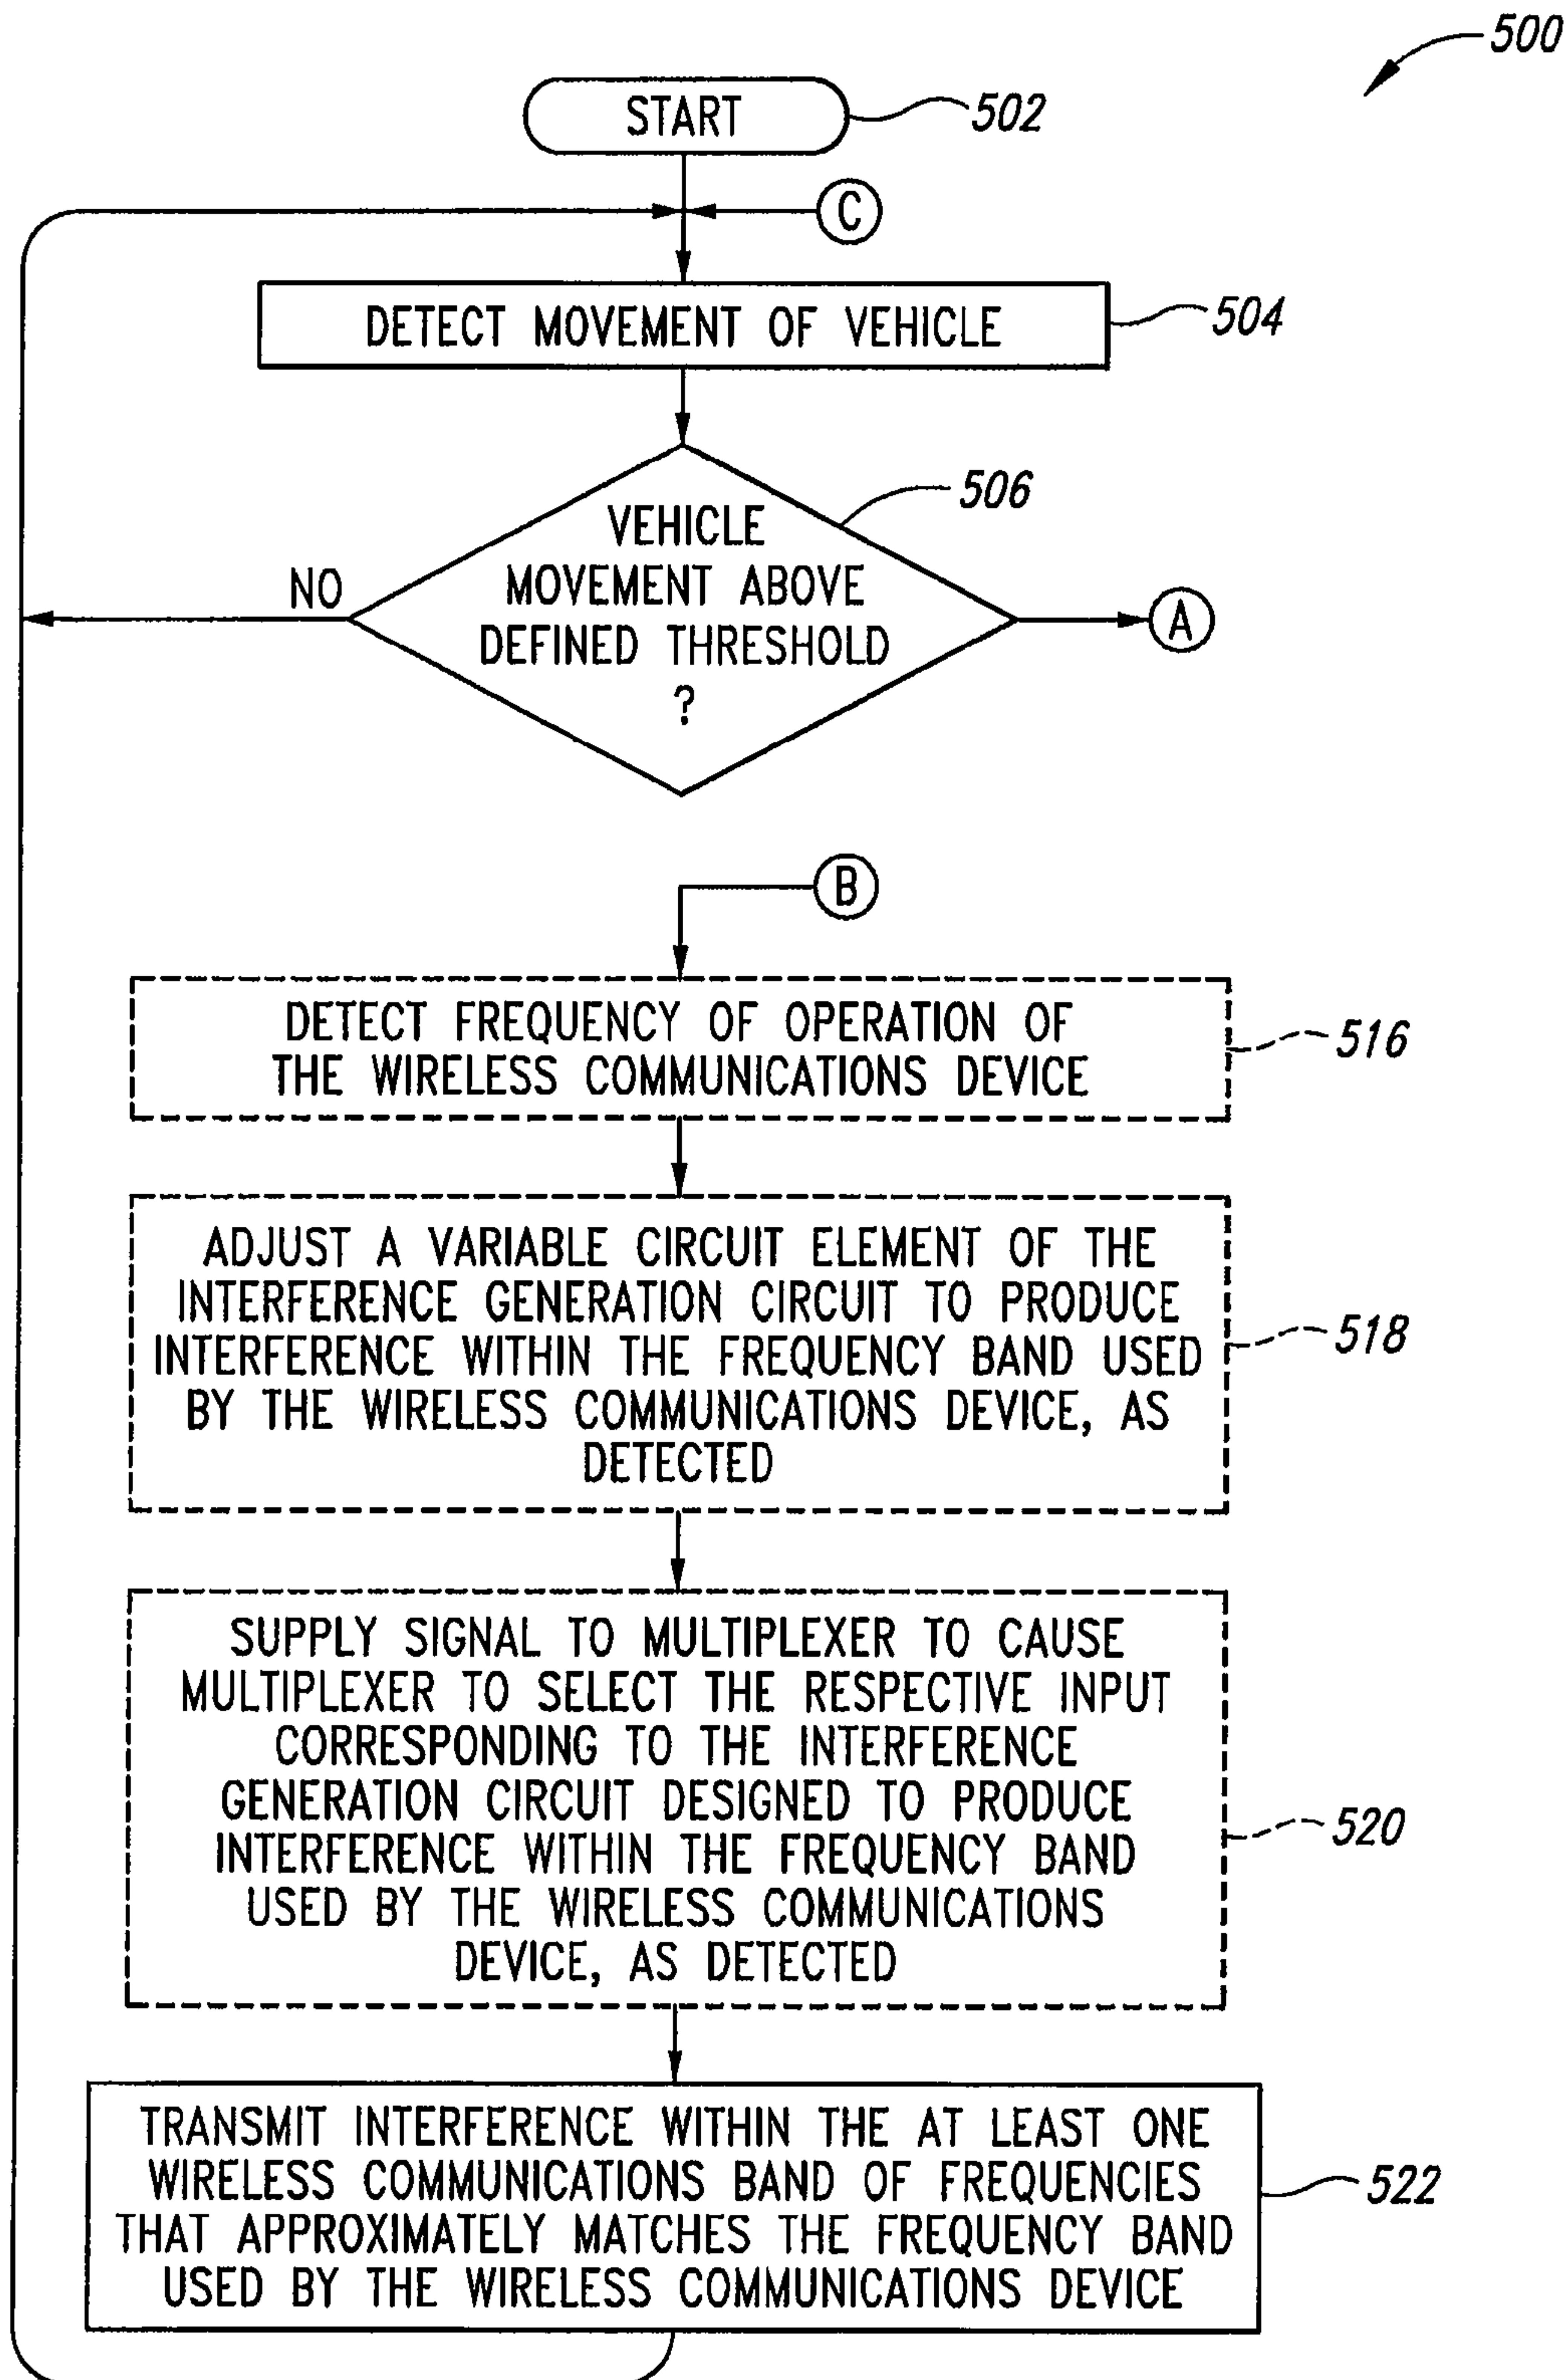 500
START
502
C
DETECT MOVEMENT OF VEHICLE
504
506
VEHICLE
MOVEMENT ABOVE
DEFINED THRESHOLD
?
NO
A
B
DETECT FREQUENCY OF OPERATION OF
THE WIRELESS COMMUNICATIONS DEVICE
516
ADJUST A VARIABLE CIRCUIT ELEMENT OF THE
INTERFERENCE GENERATION CIRCUIT TO PRODUCE
INTERFERENCE WITHIN THE FREQUENCY BAND USED
BY THE WIRELESS COMMUNICATIONS DEVICE, AS
DETECTED
518
SUPPLY SIGNAL TO MULTIPLEXER TO CAUSE
MULTIPLEXER TO SELECT THE RESPECTIVE INPUT
CORRESPONDING TO THE INTERFERENCE
GENERATION CIRCUIT DESIGNED TO PRODUCE
INTERFERENCE WITHIN THE FREQUENCY BAND
USED BY THE WIRELESS COMMUNICATIONS
DEVICE, AS DETECTED
520
TRANSMIT INTERFERENCE WITHIN THE AT LEAST ONE
WIRELESS COMMUNICATIONS BAND OF FREQUENCIES
THAT APPROXIMATELY MATCHES THE FREQUENCY BAND
USED BY THE WIRELESS COMMUNICATIONS DEVICE
522